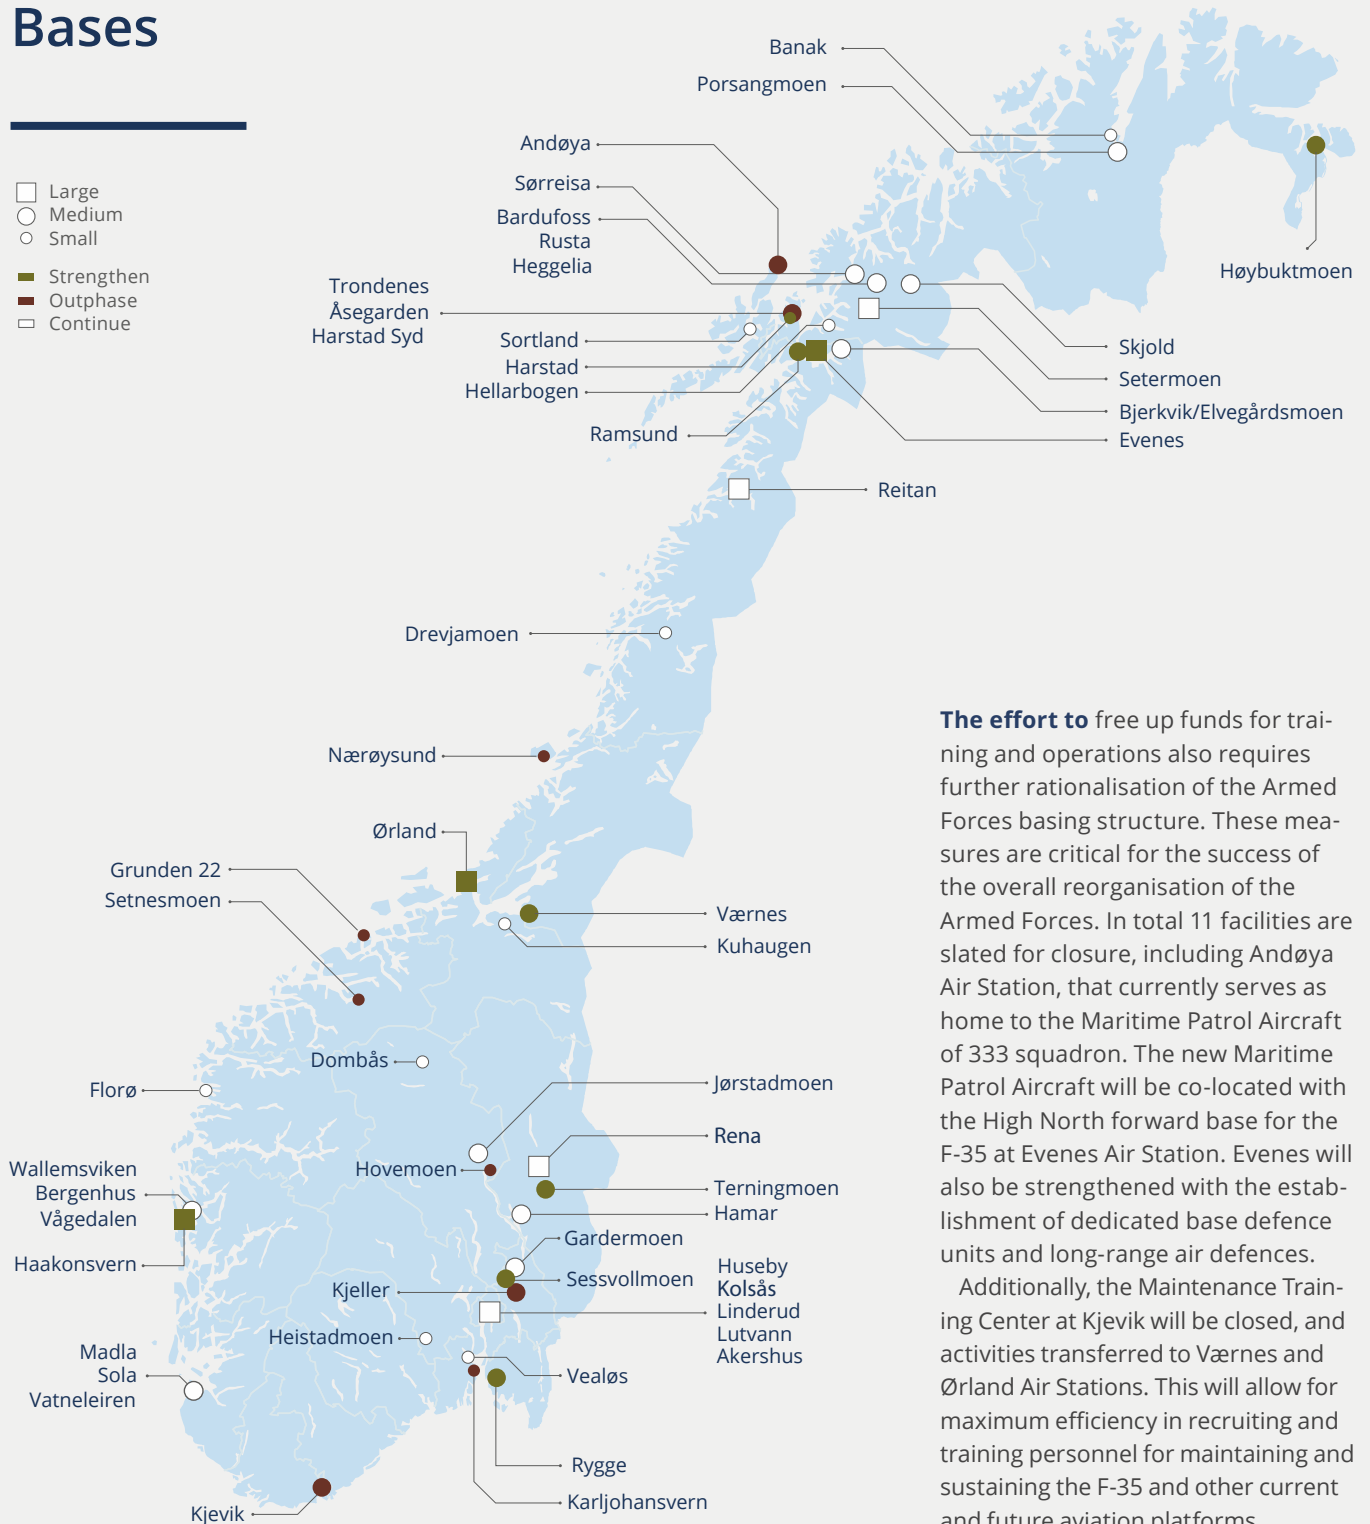 Bases
Large
Medium
Small
Strengthen
Outphase
Continue
Banak
Porsangmoen
Andøya
Sørreisa
Bardufoss
Rusta
Heggelia
Høybuktmoen
Trondenes
Åsegarden
Harstad Syd
Sortland
Harstad
Hellarbogen
Ramsund
Skjold
Setermoen
Bjerkvik/Elvegårdsmoen
Evenes
Reitan
Drevjamoen
Nærøysund
Ørland
Grunden 22
Setnesmoen
Værnes
Kuhaugen
Dombås
Florø
Jørstadmoen
Rena
Hovemoen
Wallemsviken
Bergenhus
Vågedalen
Haakonsvern
Terningmoen
Hamar
Gardermoen
Sessvollmoen
Kjeller
Huseby
Kolsås
Linderud
Lutvann
Akershus
Heistadmoen
Madla
Sola
Vatneleiren
Vealøs
Rygge
Karljohansvern
Kjevik
The effort to free up funds for trai-
ning and operations also requires
further rationalisation of the Armed
Forces basing structure. These mea-
sures are critical for the success of
the overall reorganisation of the
Armed Forces. In total 11 facilities are
slated for closure, including Andøya
Air Station, that currently serves as
home to the Maritime Patrol Aircraft
of 333 squadron. The new Maritime
Patrol Aircraft will be co-located with
the High North forward base for the
F-35 at Evenes Air Station. Evenes will
also be strengthened with the estab-
lishment of dedicated base defence
units and long-range air defences.
Additionally, the Maintenance Train-
ing Center at Kjevik will be closed, and
activities transferred to Værnes and
Ørland Air Stations. This will allow for
maximum efficiency in recruiting and
training personnel for maintaining and
sustaining the F-35 and other current
and future aviation platforms